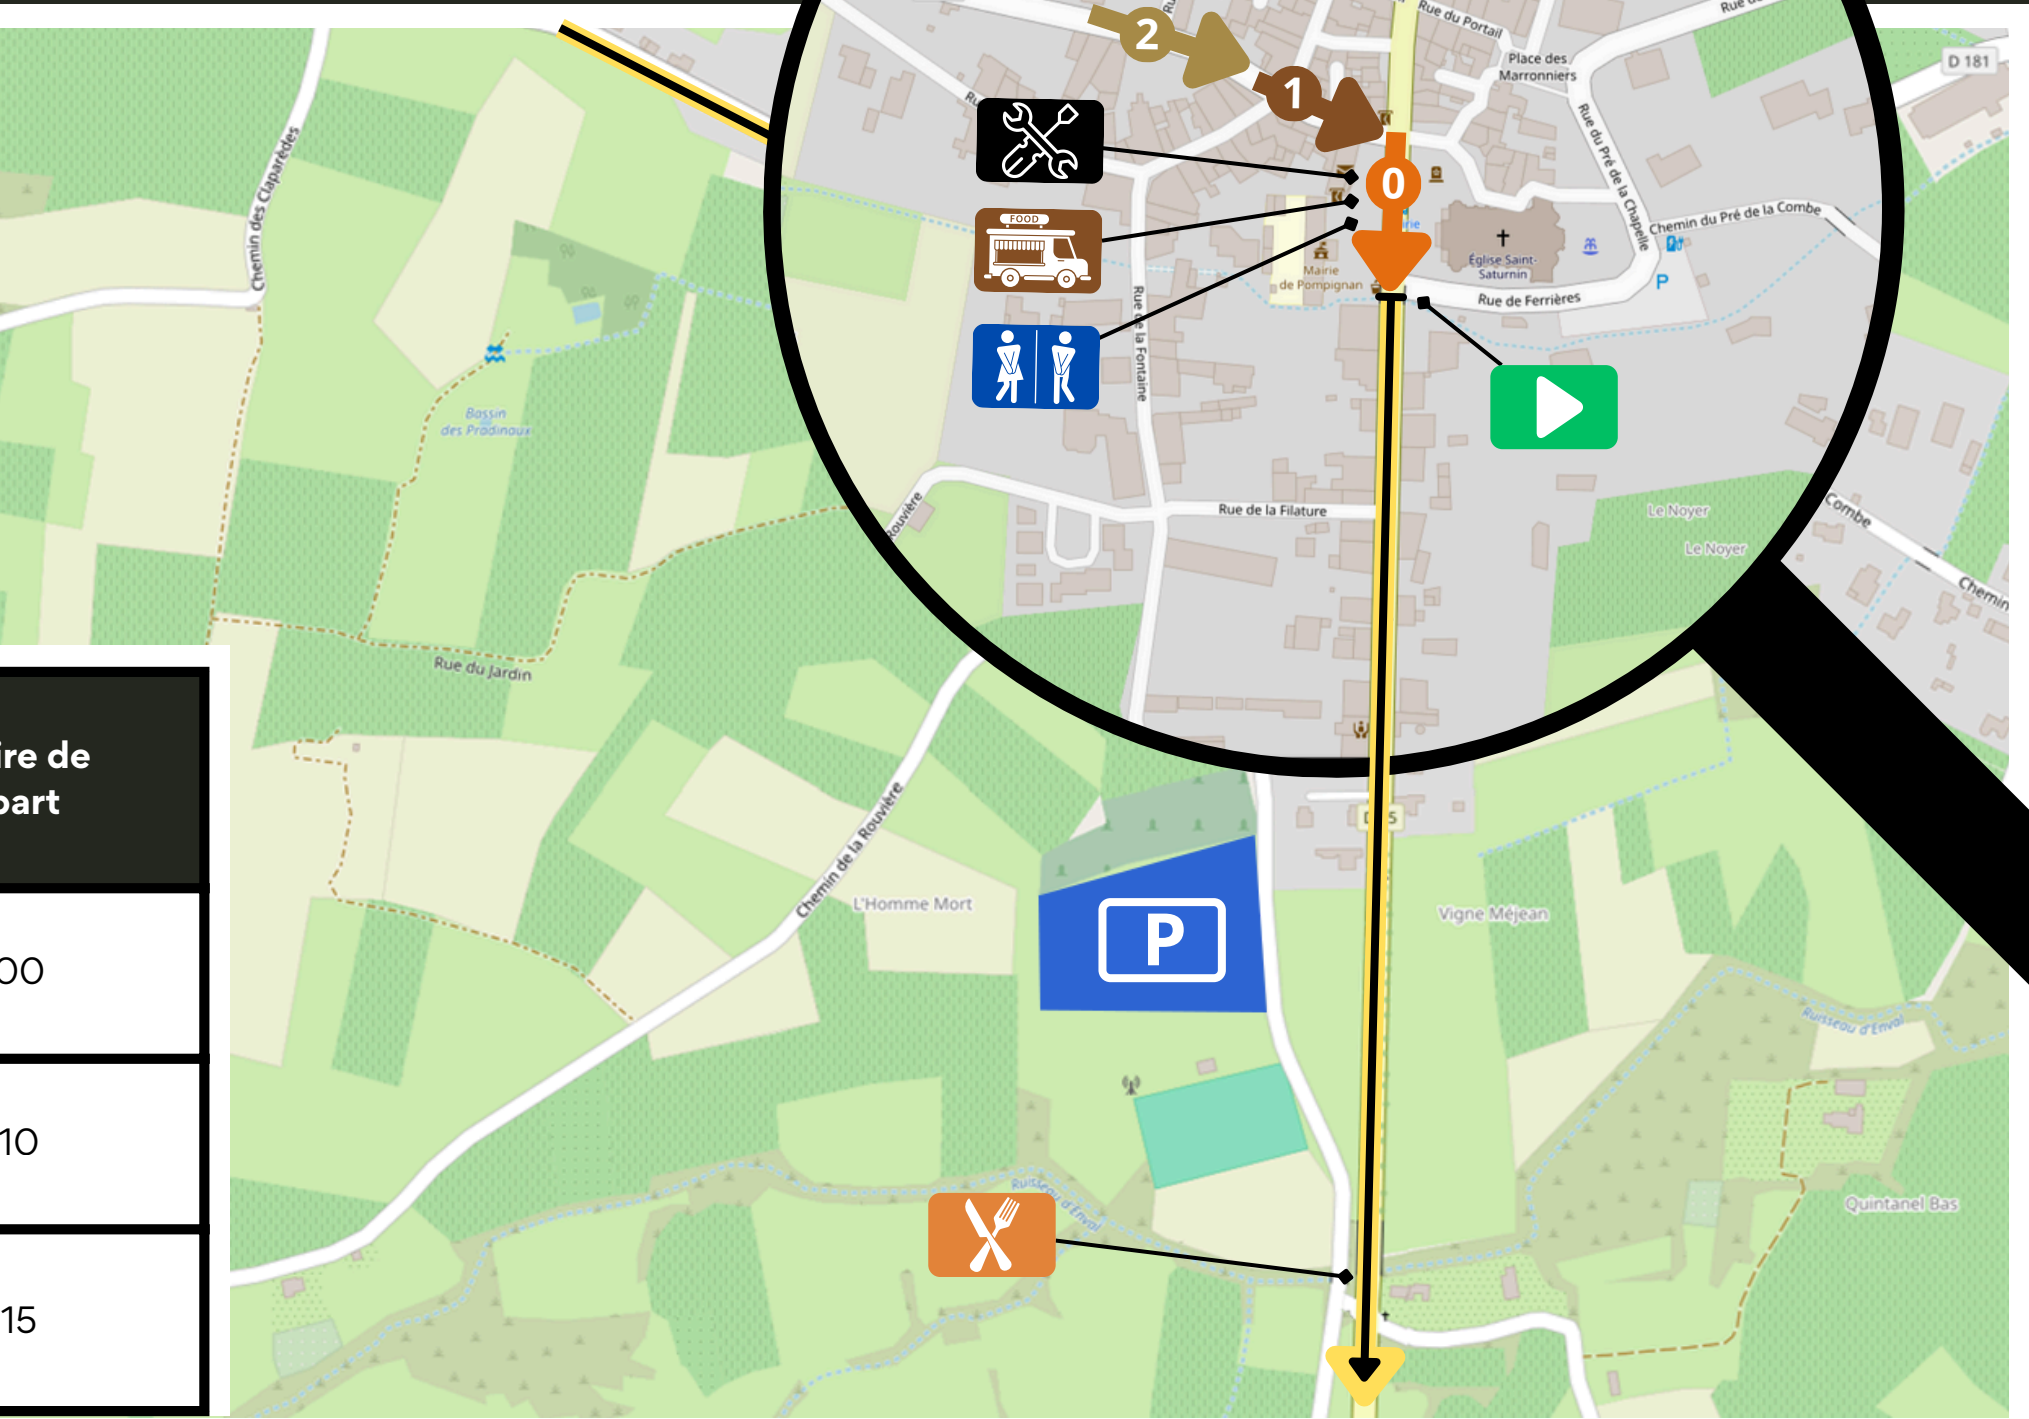 Rue du Portail
D 181
Place des
Marronniers
2
1
0
Rue du Pré de la Chapelle
Chemin du Pré de la Combe
Chemin des Claparèdes
FOOD
Église Saint-
Saturnin
Mairie
de Pompignan
P
Rue de Ferrières
Rue de la Fontaine
Bassin
des Pradinaux
Rouvière
Rue de la Filature
Le Noyer
Le Noyer
Combe
Chemin
Rue du Jardin
ire de
part
00
10
15
Chemin de la Rouvière
L'Homme Mort
P
Vigne Méjean
Ruisseau d'Enval
Ruisseau d'Enval
Quintanel Bas